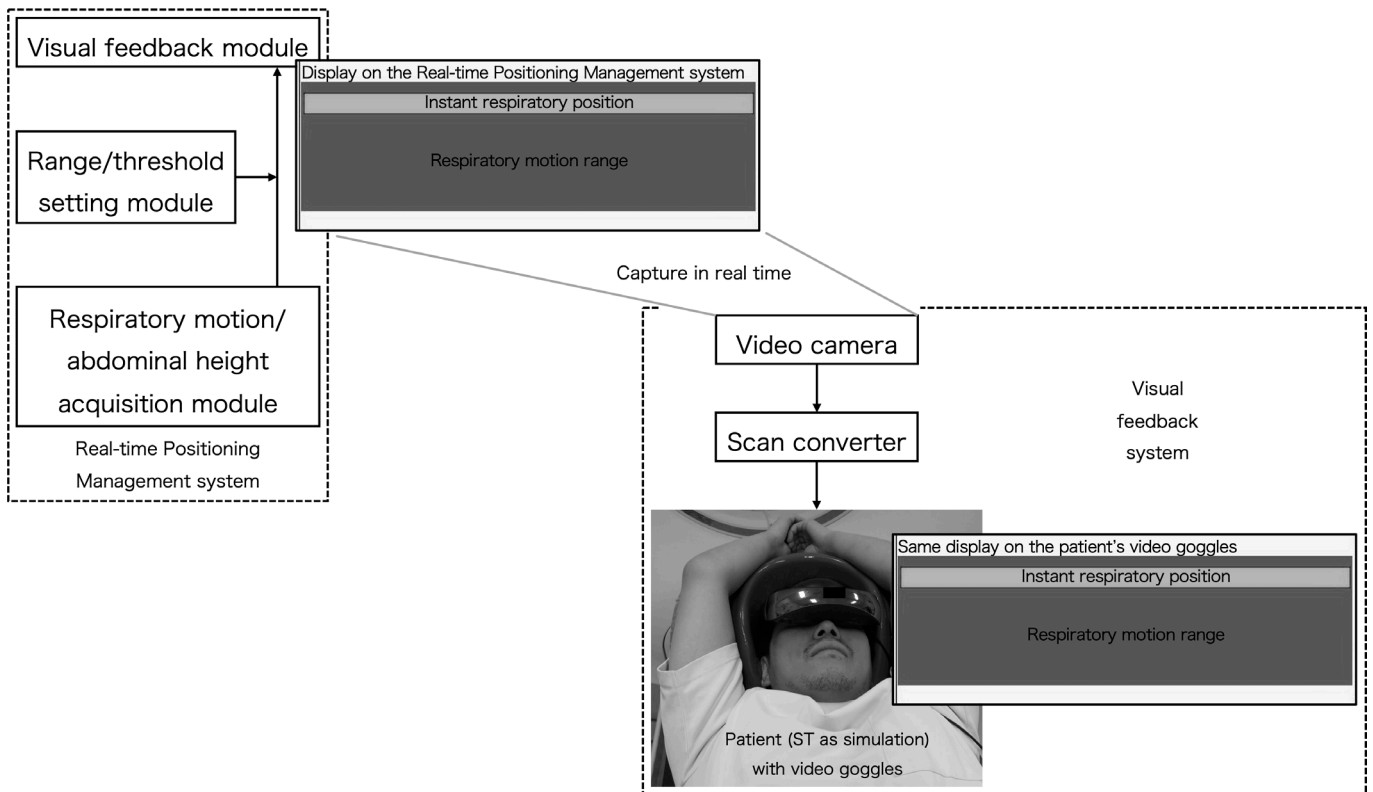 Visual feedback module
Display on the Real-time Positioning Management system
Instant respiratory position
Respiratory motion range
Range/threshold
setting module
Respiratory motion/
abdominal height
acquisition module
Real-time Positioning
Management system
Capture in real time
Video camera
Scan converter
Visual
feedback
system
Same display on the patient's video goggles
Instant respiratory position
Respiratory motion range
Patient (ST as simulation)
with video goggles